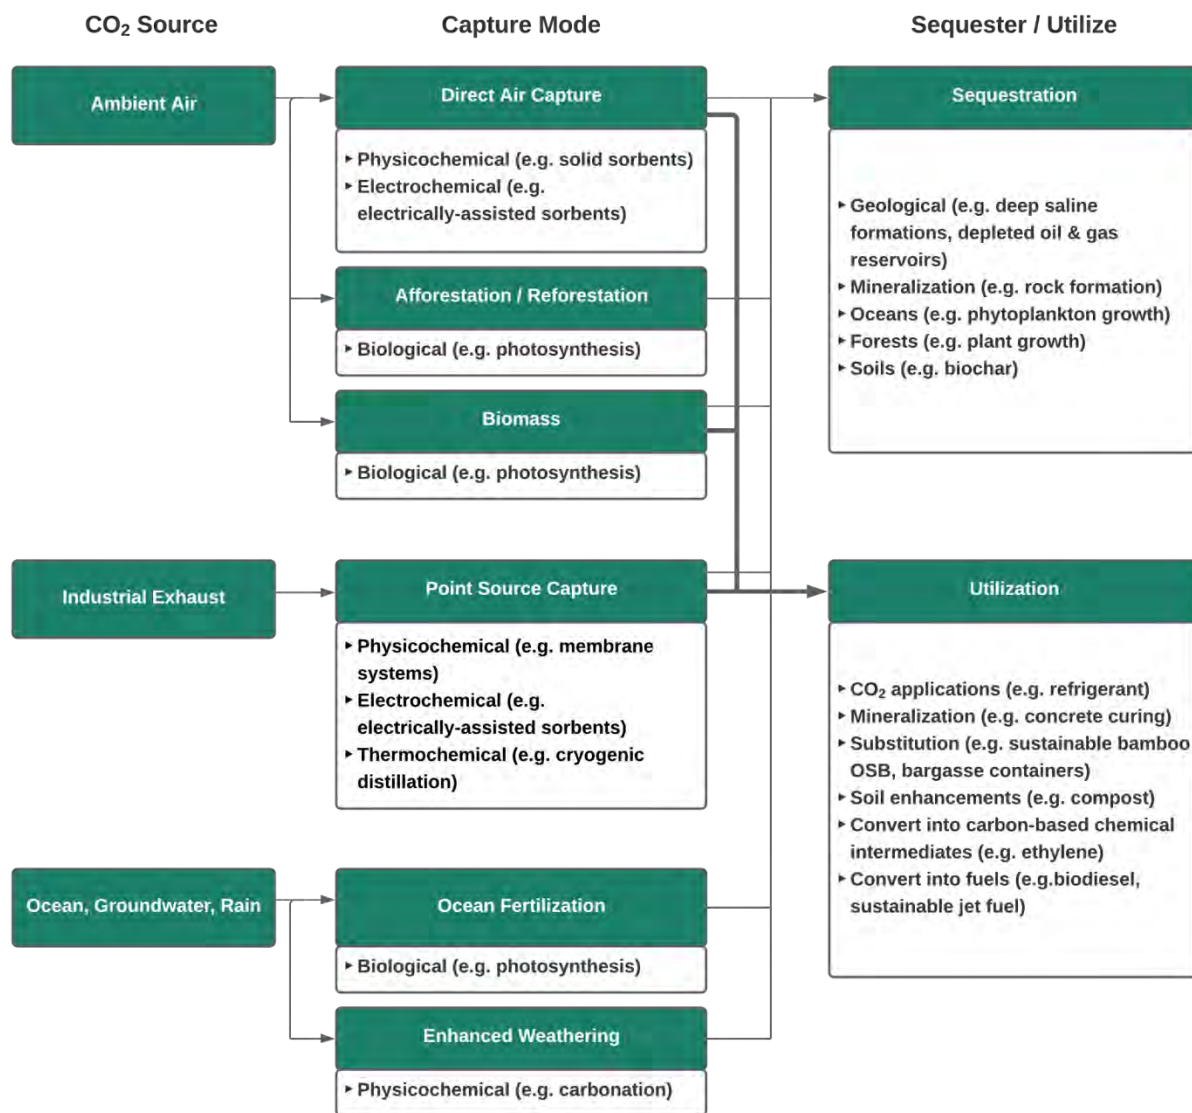 CO₂ Source
Capture Mode
Sequester / Utilize
Ambient Air
Direct Air Capture
▸ Physicochemical (e.g. solid sorbents)
▸ Electrochemical (e.g.
electrically-assisted sorbents)
Afforestation / Reforestation
▸ Biological (e.g. photosynthesis)
Biomass
▸ Biological (e.g. photosynthesis)
Sequestration
▸ Geological (e.g. deep saline
formations, depleted oil & gas
reservoirs)
▸ Mineralization (e.g. rock formation)
▸ Oceans (e.g. phytoplankton growth)
▸ Forests (e.g. plant growth)
▸ Soils (e.g. biochar)
Industrial Exhaust
Point Source Capture
▸ Physicochemical (e.g. membrane
systems)
▸ Electrochemical (e.g.
electrically-assisted sorbents)
▸ Thermochemical (e.g. cryogenic
distillation)
Utilization
▸ CO₂ applications (e.g. refrigerant)
▸ Mineralization (e.g. concrete curing)
▸ Substitution (e.g. sustainable bamboo
OSB, bargasse containers)
▸ Soil enhancements (e.g. compost)
▸ Convert into carbon-based chemical
intermediates (e.g. ethylene)
▸ Convert into fuels (e.g.biodiesel,
sustainable jet fuel)
Ocean, Groundwater, Rain
Ocean Fertilization
▸ Biological (e.g. photosynthesis)
Enhanced Weathering
▸ Physicochemical (e.g. carbonation)